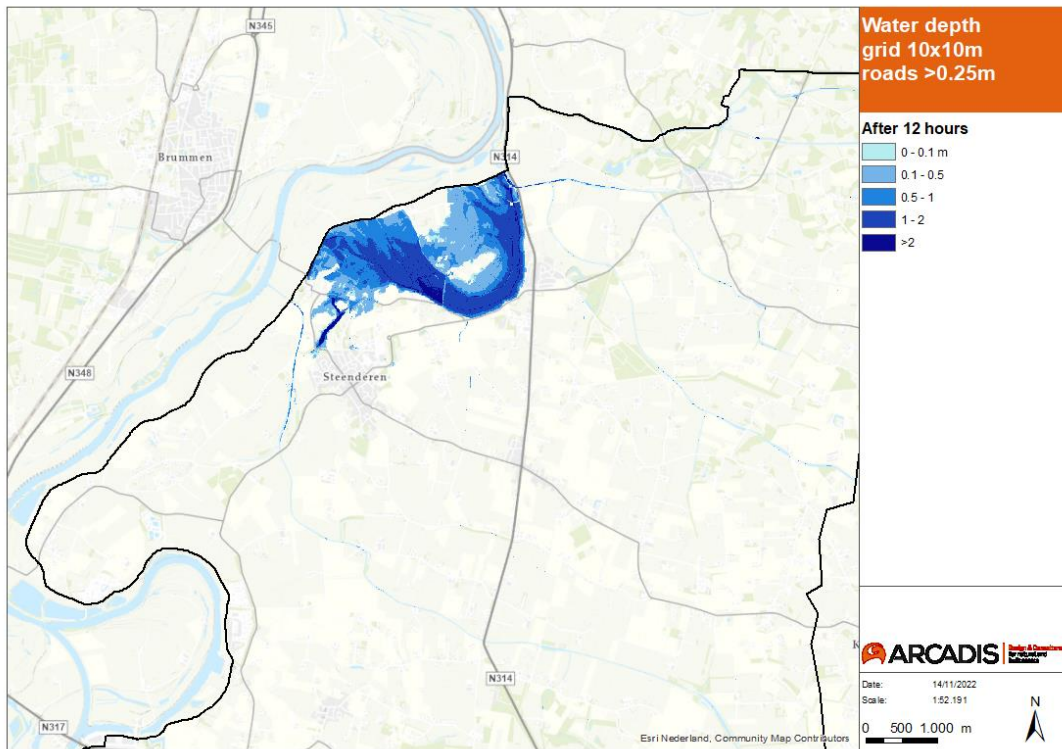 Water depth
grid 10x10m
roads >0.25m
After 12 hours
0 - 0.1 m
0.1 - 0.5
0.5 - 1
1 - 2
>2
N345
Brummen
N314
N348
Steenderen
N314
N317
K
Esri Nederland, Community Map Contributors
ARCADIS
Date: 14/11/2022
Scale: 1:52.191
0 500 1.000 m
N